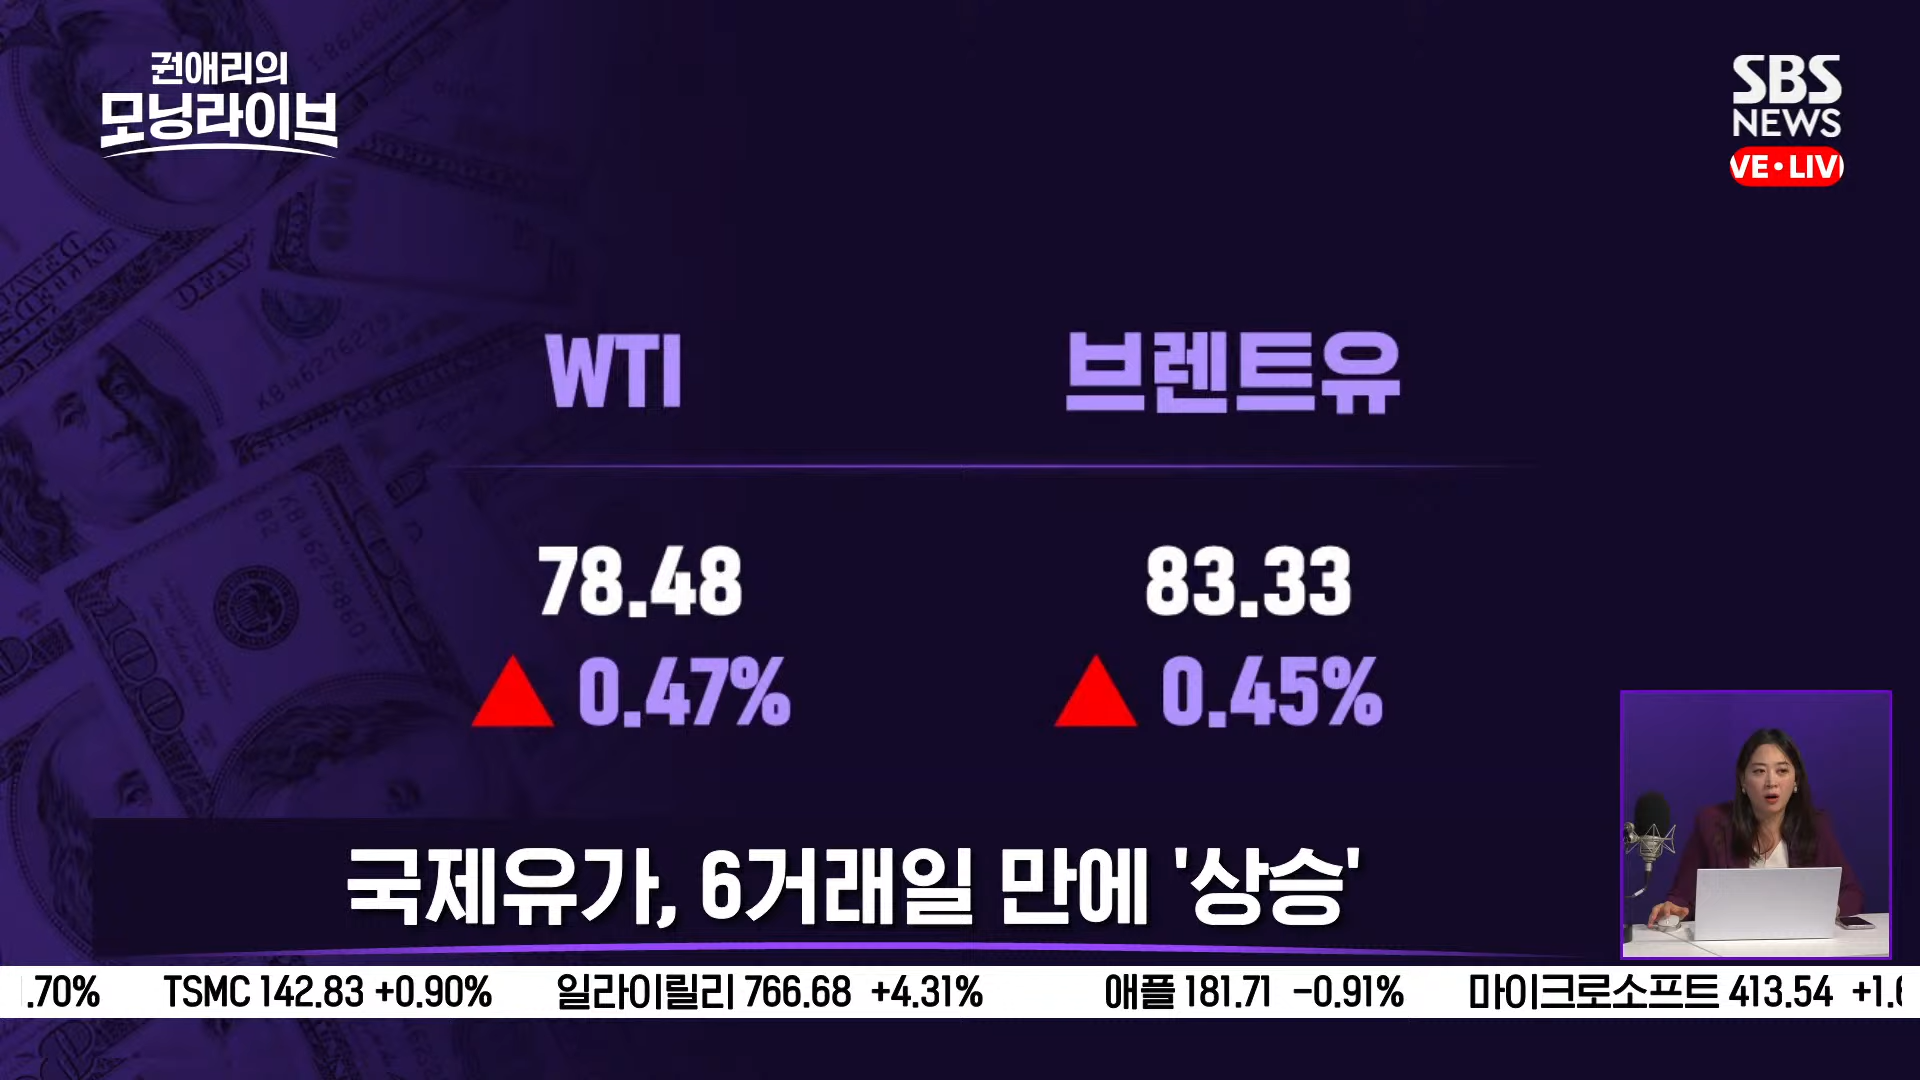 권애리의
모닝라이브
SBS
NEWS
VE•LIV
WTI
브렌트유
78.48
83.33
▲ 0.47%
▲ 0.45%
국제유가, 6거래일 만에 '상승'
.70% TSMC 142.83 +0.90% 일라이릴리 766.68 +4.31% 애플 181.71 -0.91% 마이크로소프트 413.54 +1.6